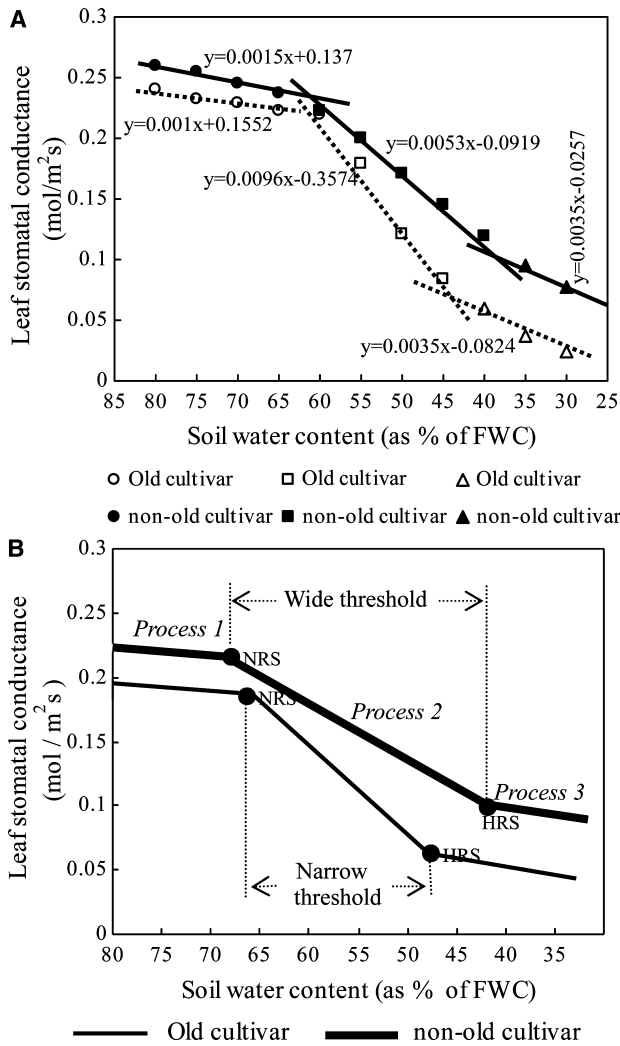 A
0.3
0.25
0.2
0.15
0.1
0.05
0
Leaf stomatal conductance
(mol/m²s)
y=0.0015x+0.137
y=0.001x+0.1552
y=0.0053x-0.0919
y=0.0096x-0.3574
y=0.0035x-0.0257
y=0.0035x-0.0824
85 80 75 70 65 60 55 50 45 40 35 30 25
Soil water content (as % of FWC)
Old cultivar Old cultivar Old cultivar
non-old cultivar non-old cultivar non-old cultivar
B
0.3
0.25
0.2
0.15
0.1
0.05
0
Leaf stomatal conductance
(mol / m² s )
Wide threshold
Process 1
NRS
NRS
Process 2
Process 3
HRS
HRS
Narrow
threshold
80 75 70 65 60 55 50 45 40 35
Soil water content (as % of FWC)
Old cultivar non-old cultivar